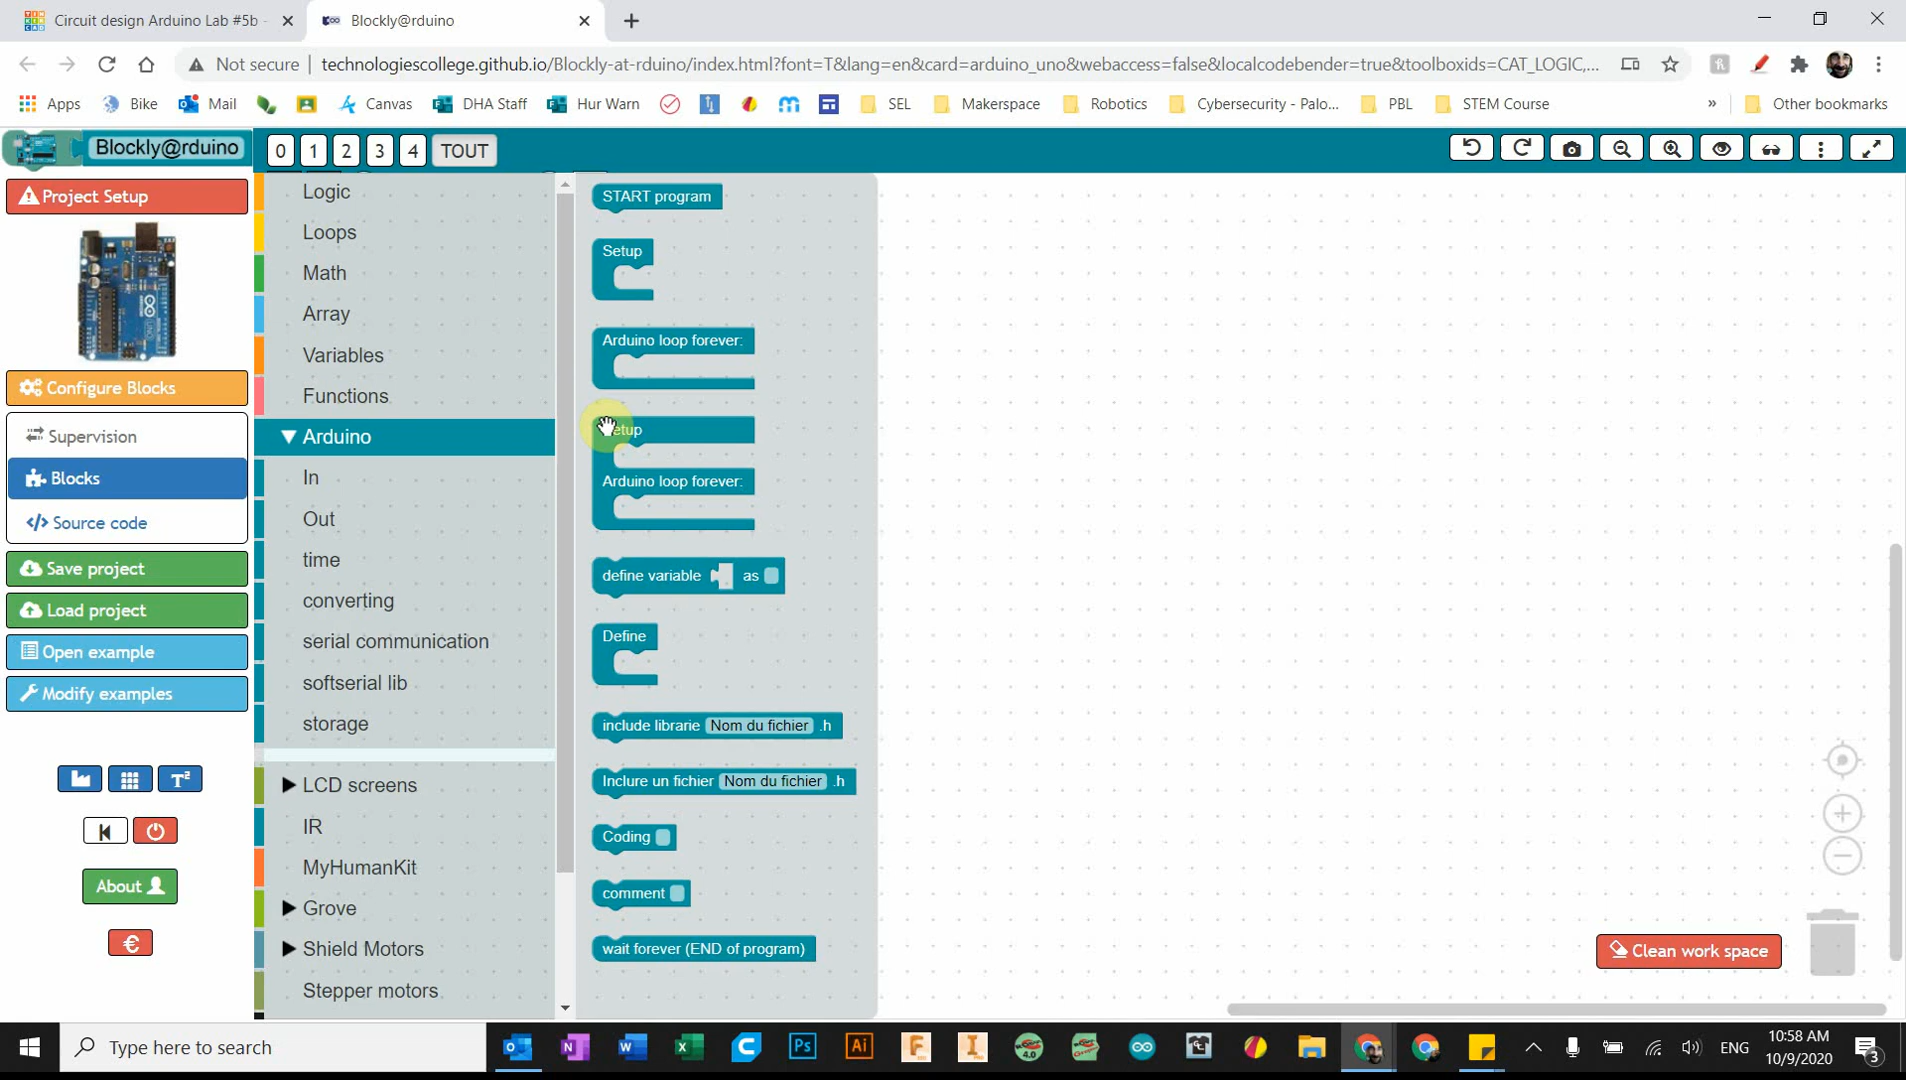 Circuit design Arduino Lab #5b -
Blockly@rduino
Not secure | technologiescollege.github.io/Blockly-at-rduino/index.html?font=T&lang=en&card=arduino_uno&webaccess=false&localcodebender=true&toolboxids=CAT_LOGIC,...
Apps
Bike
Mail
Canvas
DHA Staff
Hur Warn
SEL
Makerspace
Robotics
Cybersecurity - Palo...
PBL
STEM Course
»
Other bookmarks
Blockly@rduino
0 1 2 3 4 TOUT
Project Setup
Configure Blocks
Supervision
Blocks
Source code
Save project
Load project
Open example
Modify examples
About
Logic
Loops
Math
Array
Variables
Functions
Arduino
In
Out
time
converting
serial communication
softserial lib
storage
LCD screens
IR
MyHumanKit
Grove
Shield Motors
Stepper motors
START program
Setup
Arduino loop forever:
etup
Arduino loop forever:
define variable as
Define
include librarie Nom du fichier .h
Inclure un fichier Nom du fichier .h
Coding
comment
wait forever (END of program)
Clean work space
Type here to search
ENG
10:58 AM
10/9/2020
3